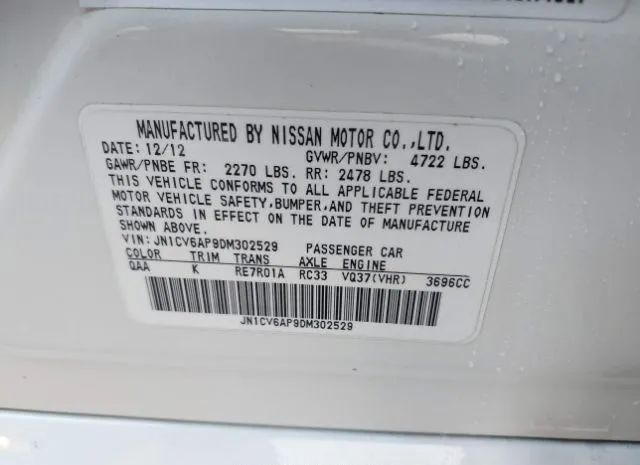 MANUFACTURED BY NISSAN MOTOR CO.,LTD.
DATE: 12/12 GVWR/PNBV: 4722 LBS.
GAWR/PNBE FR: 2270 LBS. RR: 2478 LBS.
THIS VEHICLE CONFORMS TO ALL APPLICABLE FEDERAL
MOTOR VEHICLE SAFETY,BUMPER,AND THEFT PREVENTION
STANDARDS IN EFFECT ON THE DATE OF MANUFACTURE
SHOWN ABOVE.
VIN: JN1CV6AP9DM302529 PASSENGER CAR
COLOR TRIM TRANS AXLE ENGINE
QAA K RE7R01A RC33 VQ37(VHR) 3696CC
JN1CV6AP9DM302529